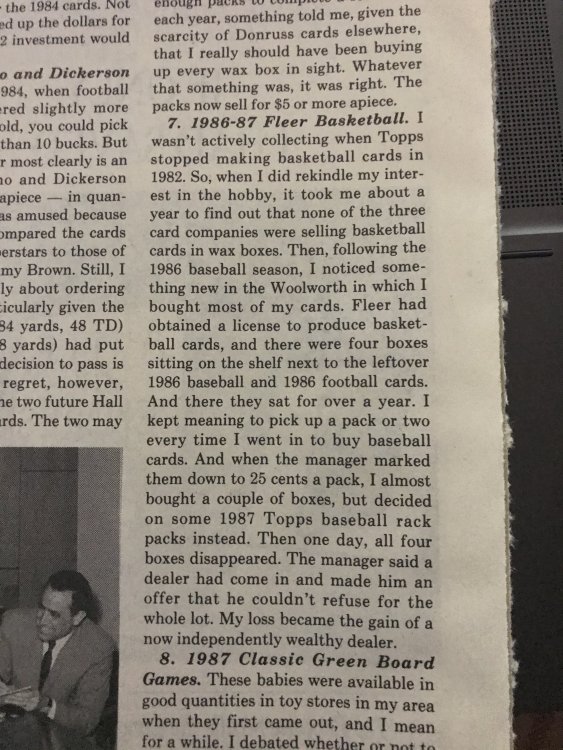 the 1984 cards. Not
ed up the dollars for
2 investment would
o and Dickerson
984, when football
ered slightly more
old, you could pick
than 10 bucks. But
r most clearly is an
no and Dickerson
apiece — in quan-
as amused because
ompared the cards
perstars to those of
my Brown. Still, I
ly about ordering
ticularly given the
84 yards, 48 TD)
8 yards) had put
decision to pass is
regret, however,
he two future Hall
ards. The two may
enough packs to complete a
each year, something told me, given the
scarcity of Donruss cards elsewhere,
that I really should have been buying
up every wax box in sight. Whatever
that something was, it was right. The
packs now sell for $5 or more apiece.
7. 1986-87 Fleer Basketball. I
wasn't actively collecting when Topps
stopped making basketball cards in
1982. So, when I did rekindle my inter-
est in the hobby, it took me about a
year to find out that none of the three
card companies were selling basketball
cards in wax boxes. Then, following the
1986 baseball season, I noticed some-
thing new in the Woolworth in which I
bought most of my cards. Fleer had
obtained a license to produce basket-
ball cards, and there were four boxes
sitting on the shelf next to the leftover
1986 baseball and 1986 football cards.
And there they sat for over a year. I
kept meaning to pick up a pack or two
every time I went in to buy baseball
cards. And when the manager marked
them down to 25 cents a pack, I almost
bought a couple of boxes, but decided
on some 1987 Topps baseball rack
packs instead. Then one day, all four
boxes disappeared. The manager said a
dealer had come in and made him an
offer that he couldn't refuse for the
whole lot. My loss became the gain of a
now independently wealthy dealer.
8. 1987 Classic Green Board
Games. These babies were available in
good quantities in toy stores in my area
when they first came out, and I mean
for a while. I debated whether or not to